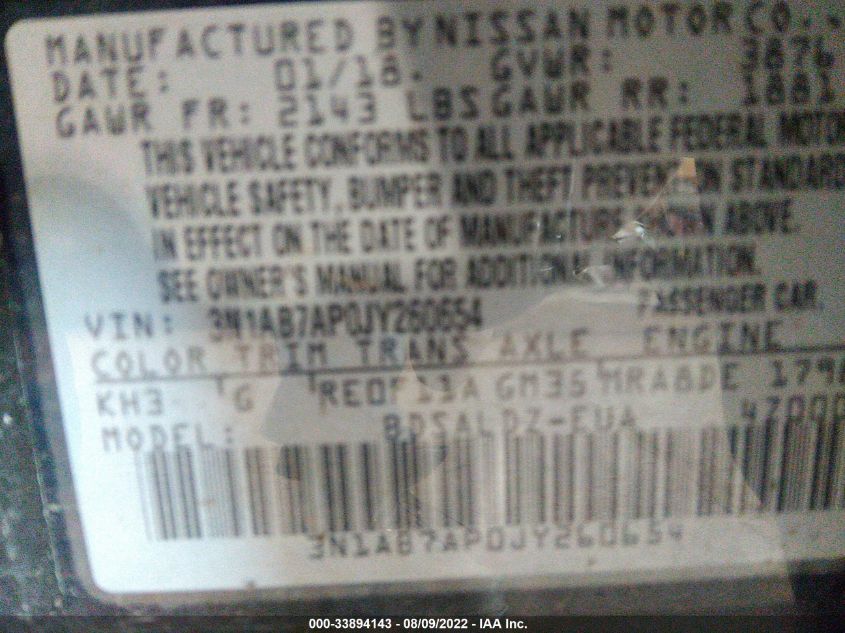 MANUFACTURED BY NISSAN MOTOR CO.
DATE: 01/18. GVWR: 3876
GAWR FR: 2143 LBS GAWR RR: 1881
THIS VEHICLE CONFORMS TO ALL APPLICABLE FEDERAL MOTOR
VEHICLE SAFETY, BUMPER AND THEFT PREVENTION STANDARD
IN EFFECT ON THE DATE OF MANUFACTURE SHOWN ABOVE.
SEE OWNER'S MANUAL FOR ADDITIONAL INFORMATION.
VIN: 3N1AB7AP0JY260654 PASSENGER CAR.
COLOR TRIM TRANS AXLE ENGINE
KH3 G RE0F11A GM35 MRA8DE
MODEL: BDSALDZ-EUA
3N1AB7AP0JY260654
000-33894143 - 08/09/2022 - IAA Inc.